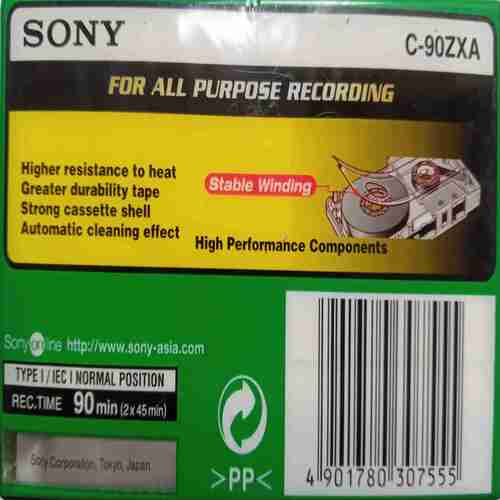 SONY
C-90ZXA
FOR ALL PURPOSE RECORDING
Higher resistance to heat
Greater durability tape
Strong cassette shell
Automatic cleaning effect
Stable Winding
High Performance Components
Sony online http://www.sony-asia.com
TYPE I / IEC I NORMAL POSITION
REC.TIME 90 min (2 x 45 min)
Sony Corporation, Tokyo, Japan
>PP<
4 901780 307555